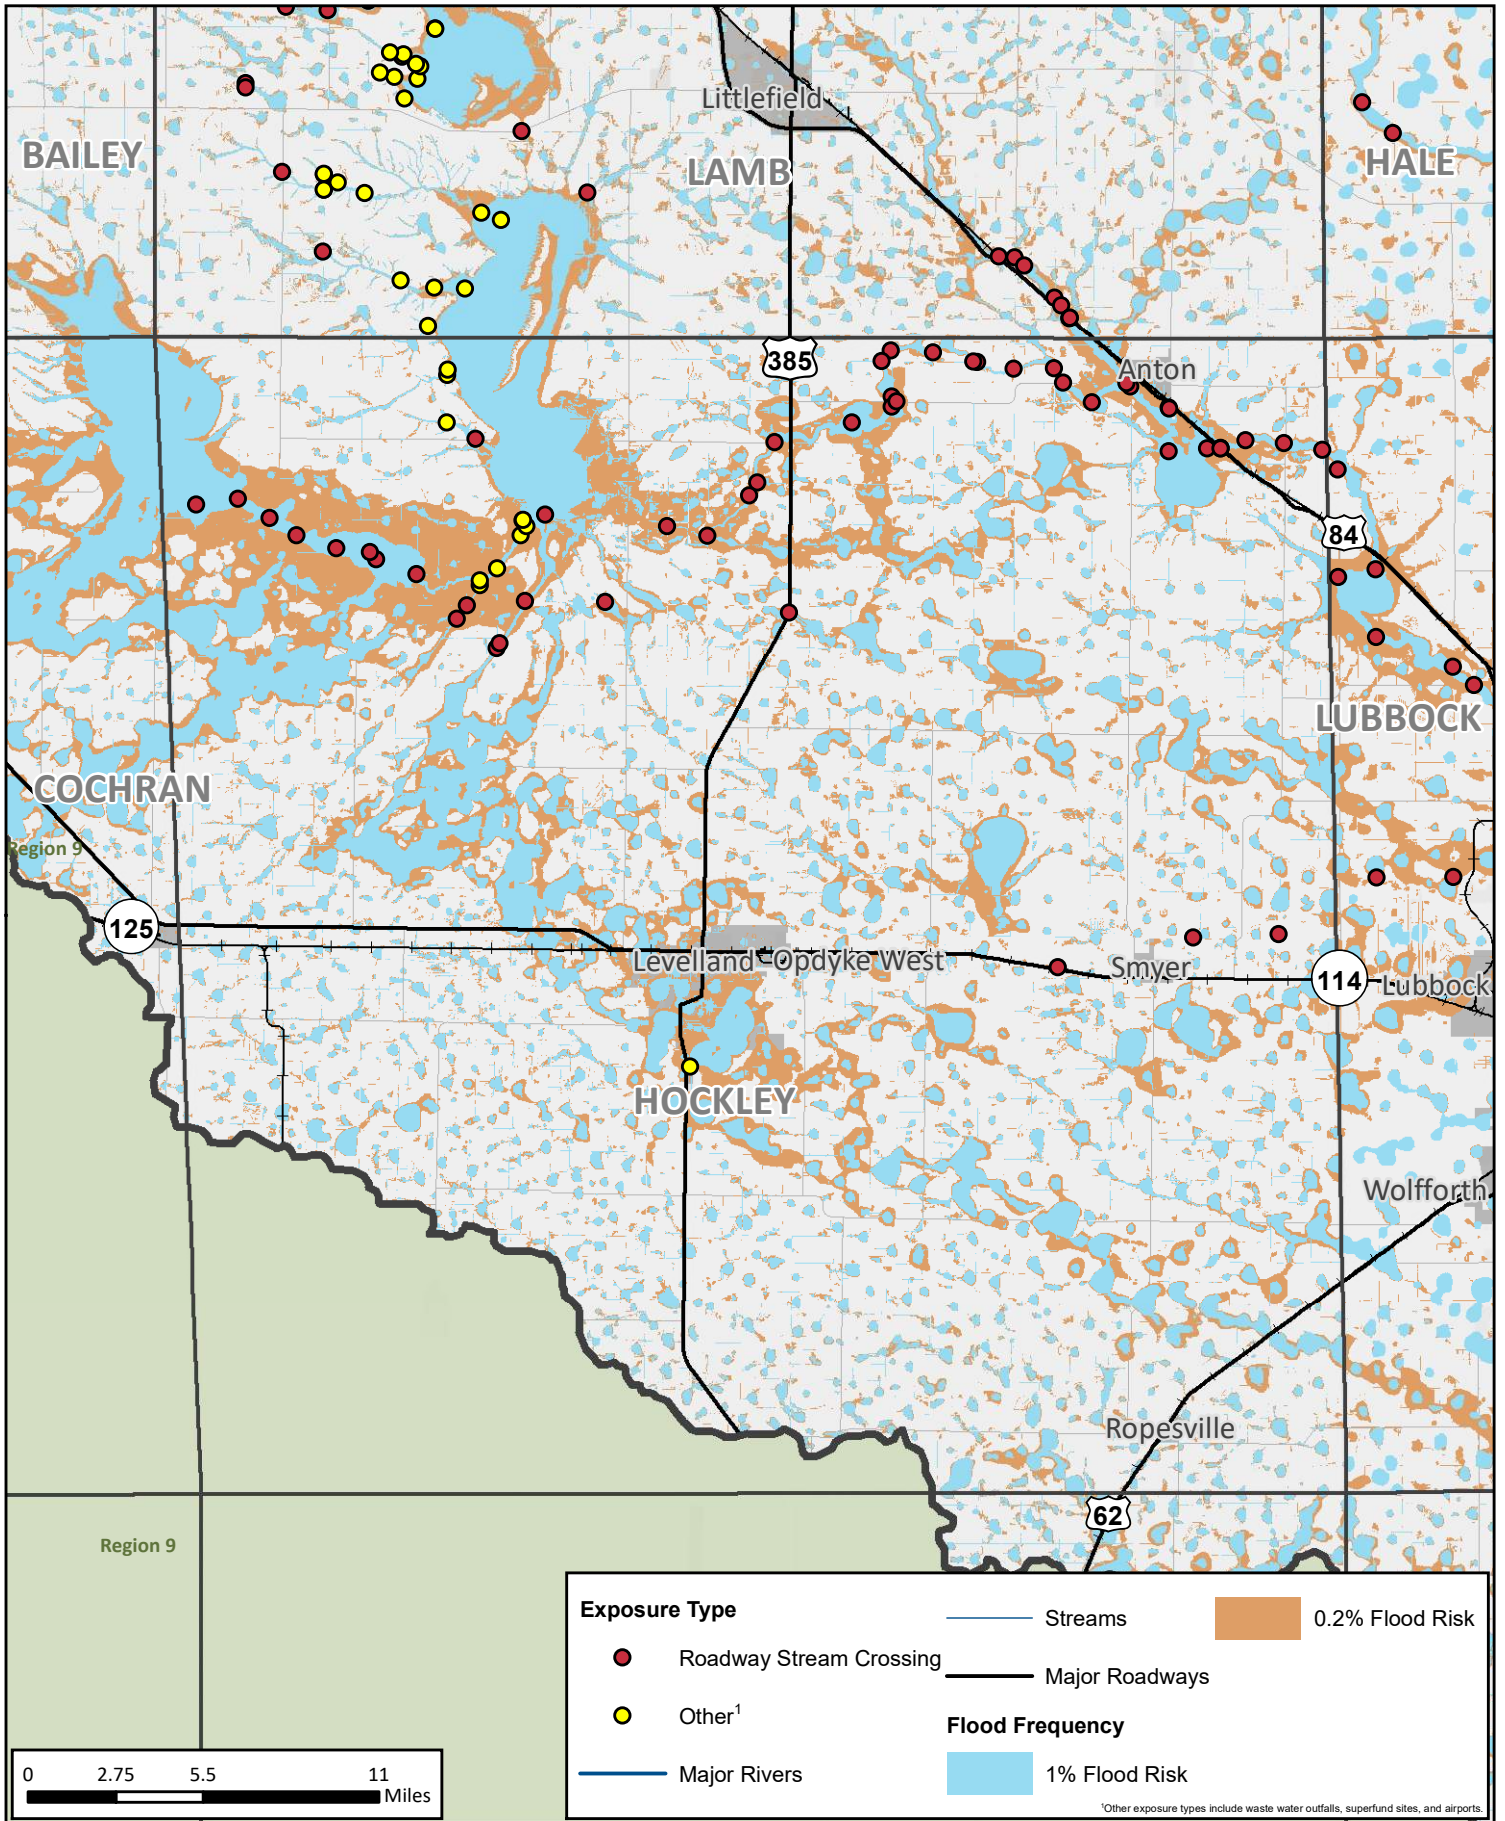 Littlefield
BAILEY
LAMB
HALE
385
Anton
84
LUBBOCK
COCHRAN
Region 9
125
Levelland
Opdyke West
Smyer
114
Lubbock
HOCKLEY
Wolfforth
Ropesville
62
Region 9
Exposure Type
Roadway Stream Crossing
Other¹
Major Rivers
Streams
Major Roadways
Flood Frequency
1% Flood Risk
0.2% Flood Risk
¹Other exposure types include waste water outfalls, superfund sites, and airports.
0 2.75 5.5 11
Miles